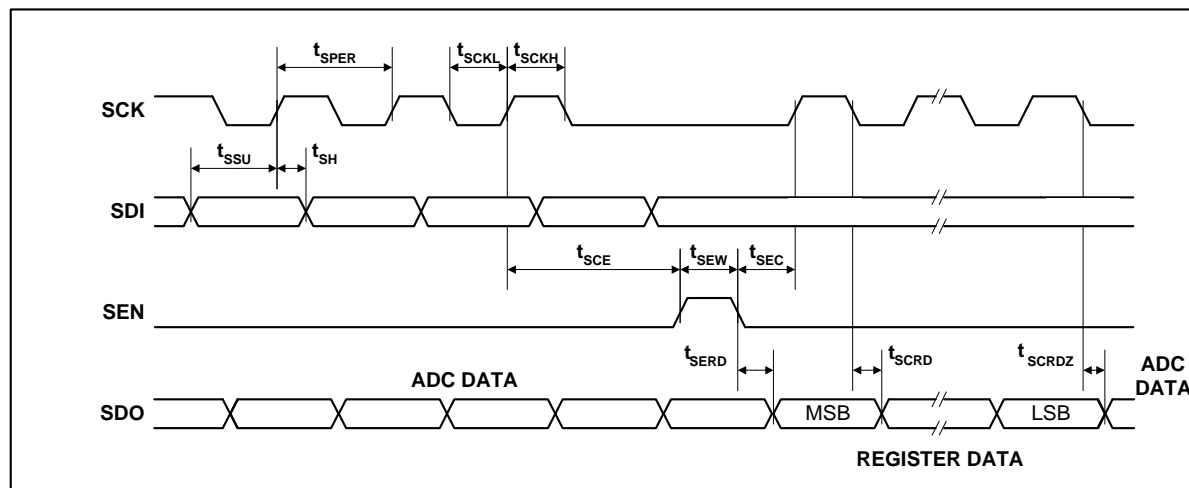 tSPER
tSCKL
tSCKH
SCK
tSSU
tSH
SDI
tSCE
tSEW
tSEC
SEN
tSERD
tSCRD
tSCRDZ
ADC DATA
ADC
DATA
SDO
MSB
LSB
REGISTER DATA